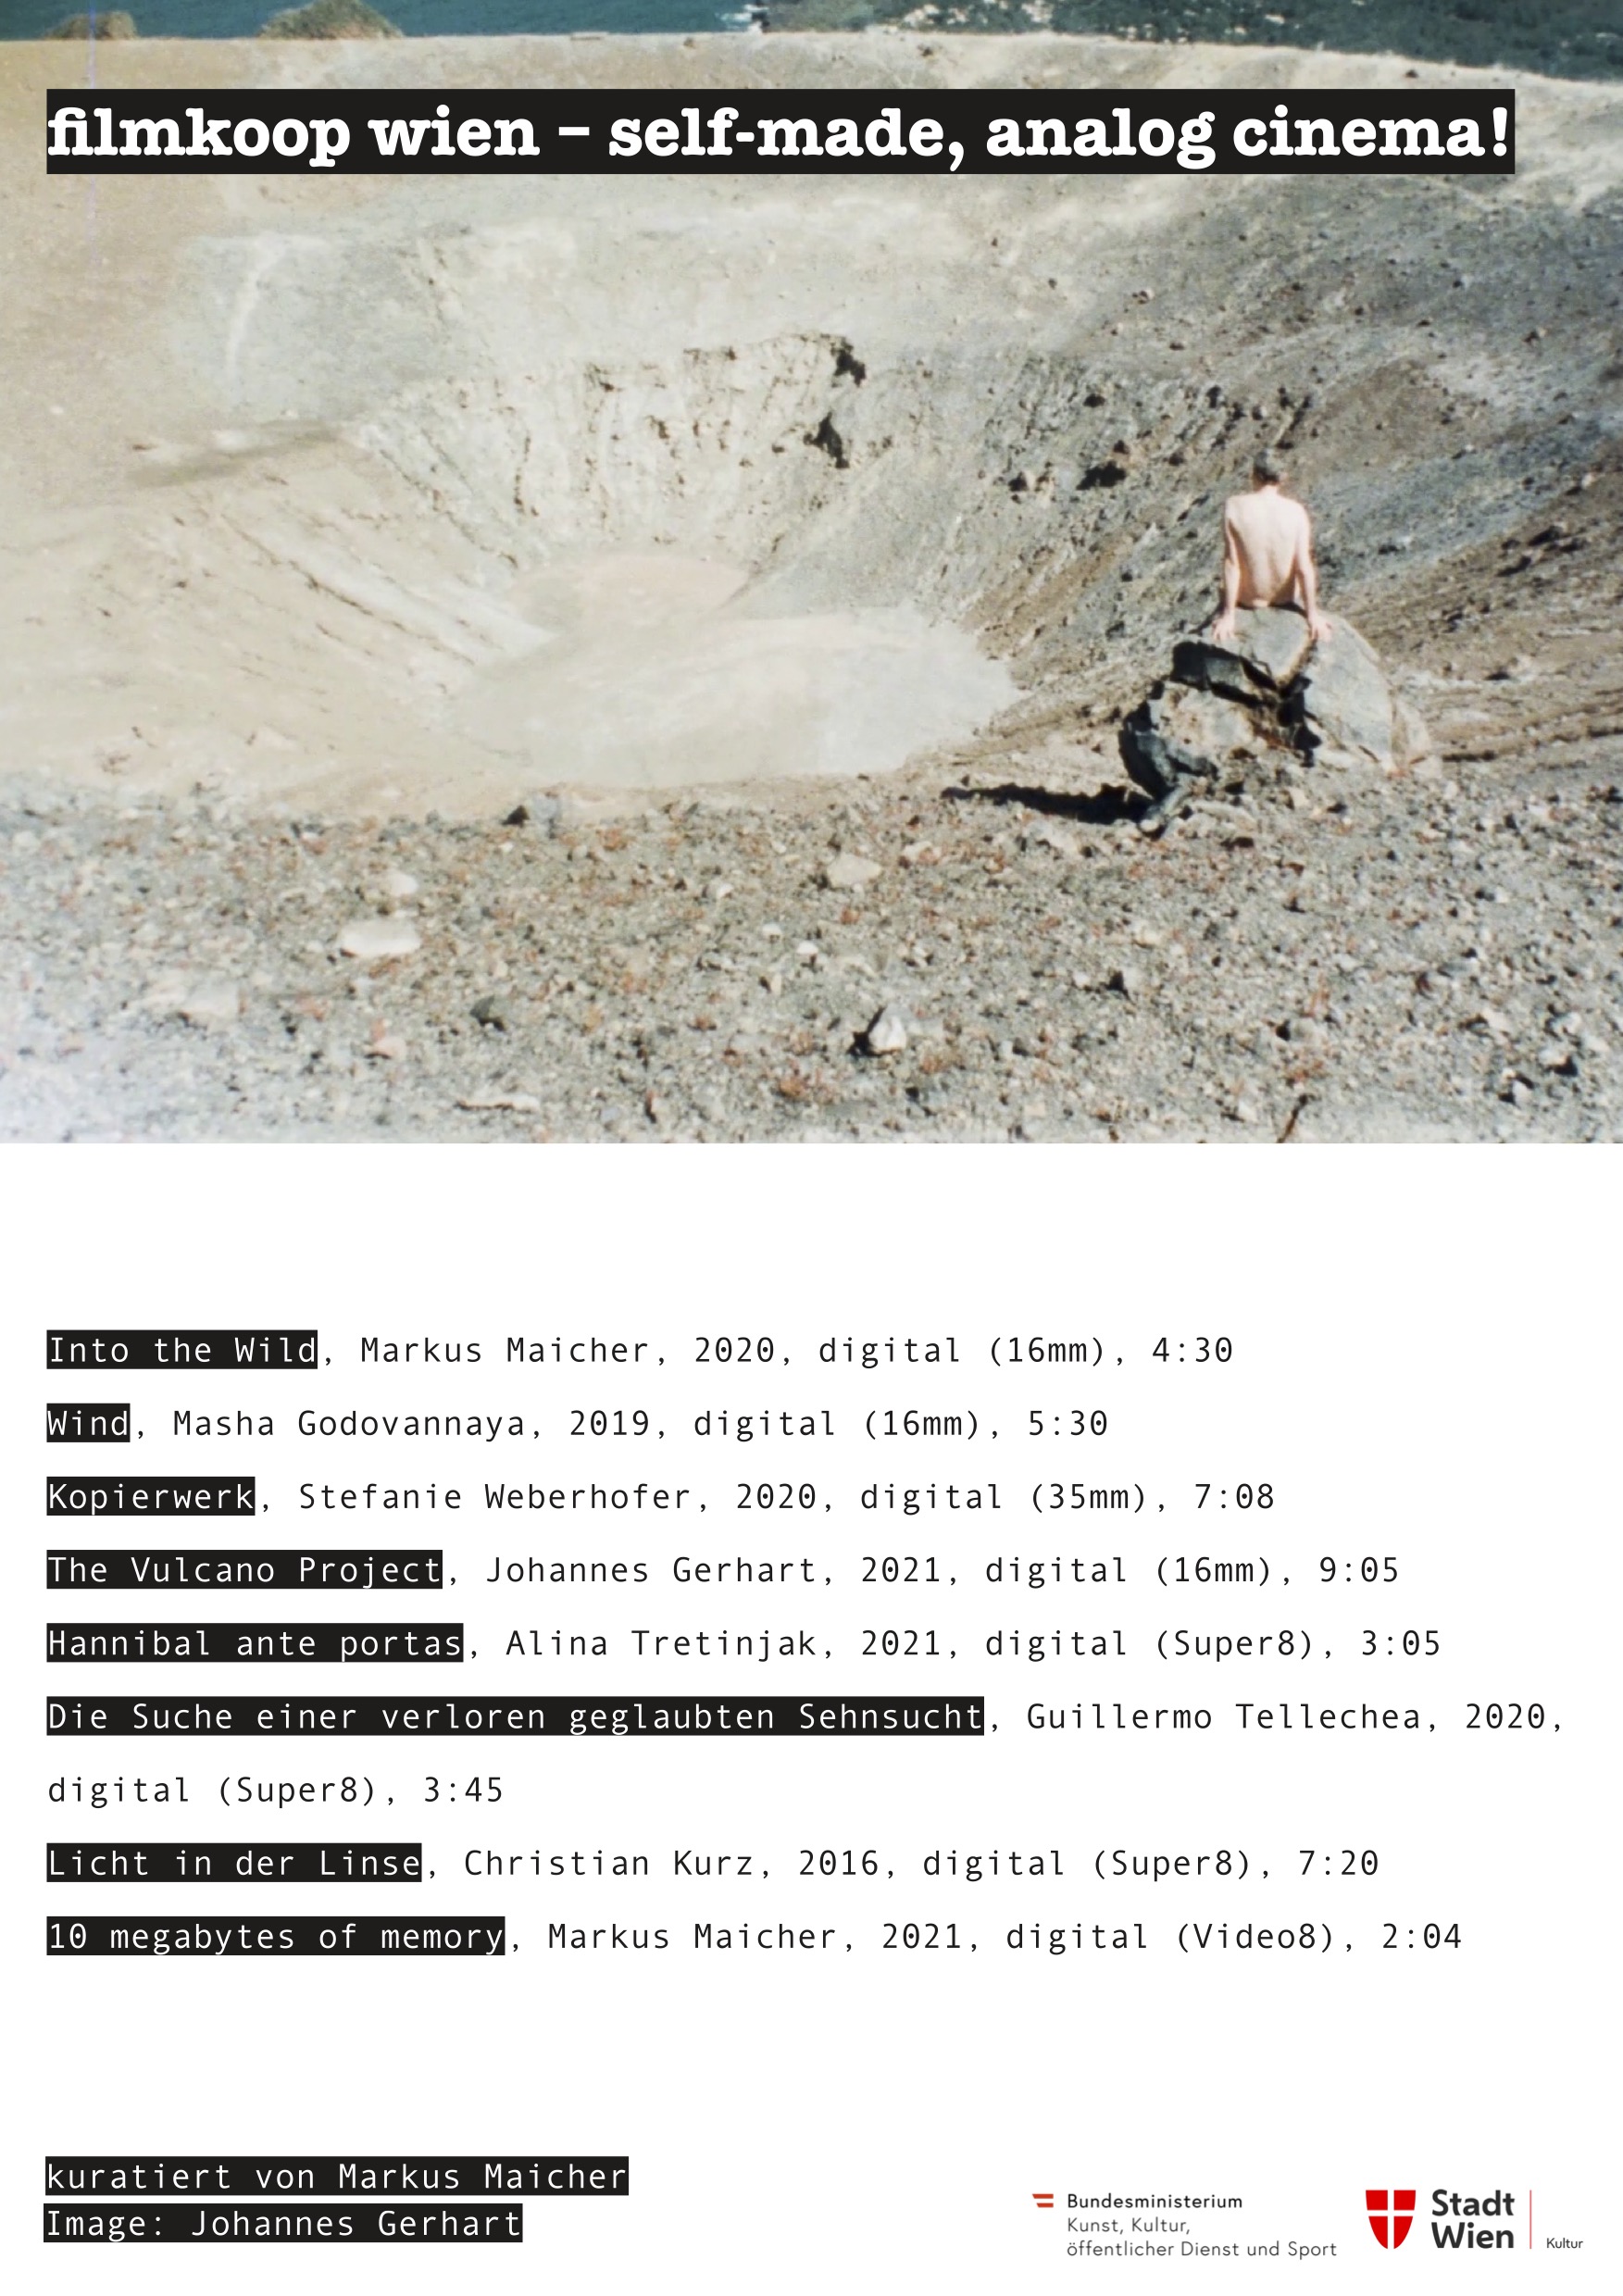 filmkoop wien – self-made, analog cinema!
Into the Wild, Markus Maicher, 2020, digital (16mm), 4:30
Wind, Masha Godovannaya, 2019, digital (16mm), 5:30
Kopierwerk, Stefanie Weberhofer, 2020, digital (35mm), 7:08
The Vulcano Project, Johannes Gerhart, 2021, digital (16mm), 9:05
Hannibal ante portas, Alina Tretinjak, 2021, digital (Super8), 3:05
Die Suche einer verloren geglaubten Sehnsucht, Guillermo Tellechea, 2020,
digital (Super8), 3:45
Licht in der Linse, Christian Kurz, 2016, digital (Super8), 7:20
10 megabytes of memory, Markus Maicher, 2021, digital (Video8), 2:04
kuratiert von Markus Maicher
Image: Johannes Gerhart
Bundesministerium
Kunst, Kultur,
öffentlicher Dienst und Sport
Stadt
Wien
Kultur